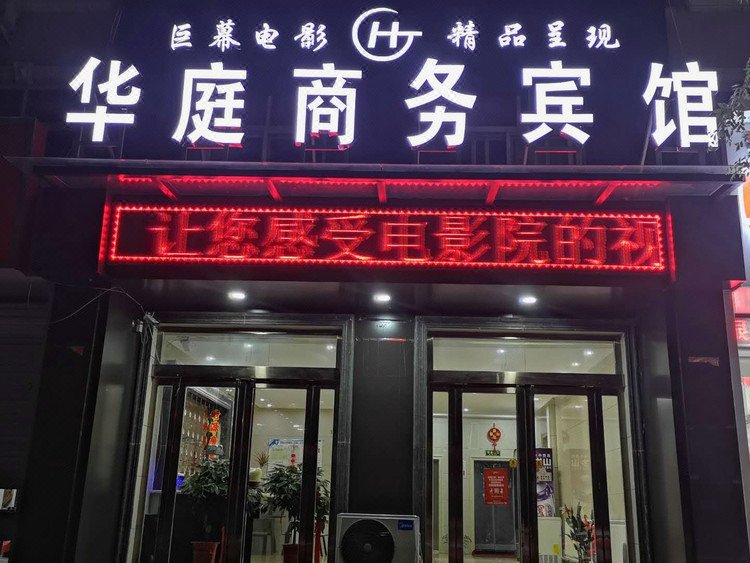 巨幕电影 HT 精品呈现
华庭商务宾馆
让您感受电影院的视